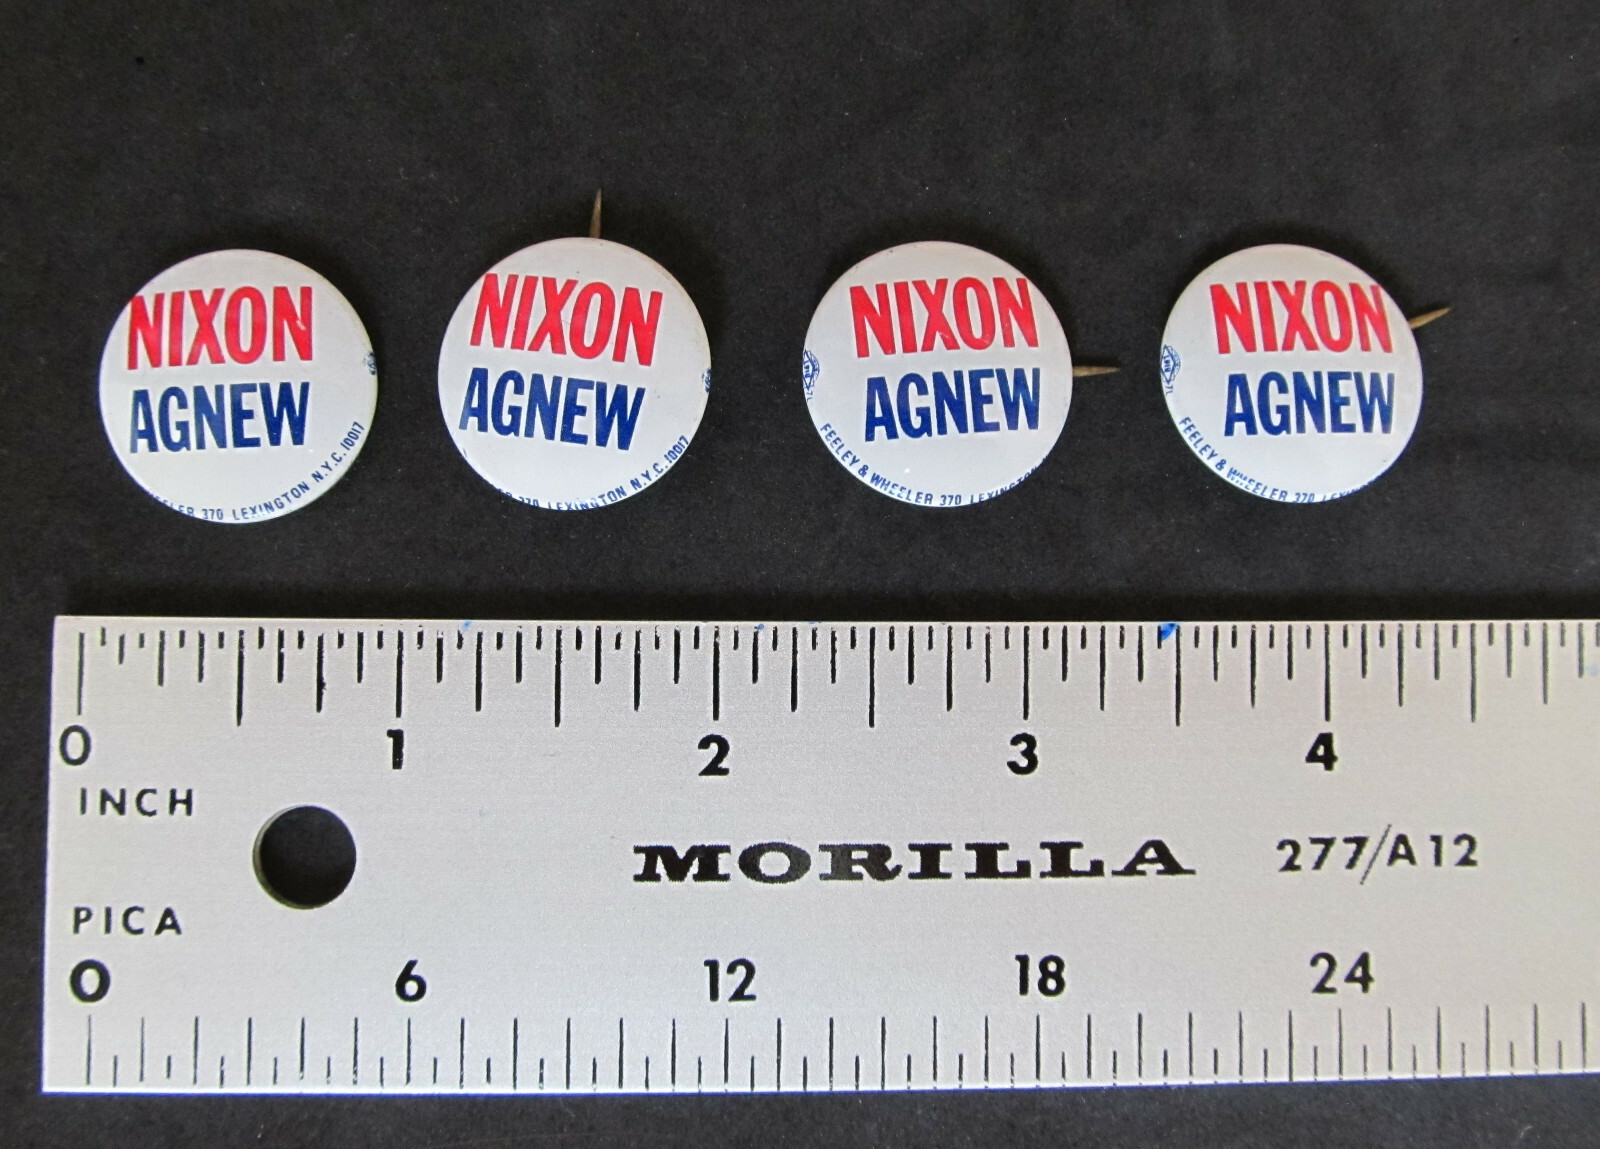 NIXON
AGNEW
370 LEXINGTON N.Y.C. 10017
NIXON
AGNEW
370 LEXINGTON N.Y.C. 10017
NIXON
AGNEW
FEELEY & WHEELER 370 LEXINGTON
NIXON
AGNEW
FEELEY & WHEELER 370
0 1 2 3 4
INCH
MORILLA 277/A12
PICA
0 6 12 18 24